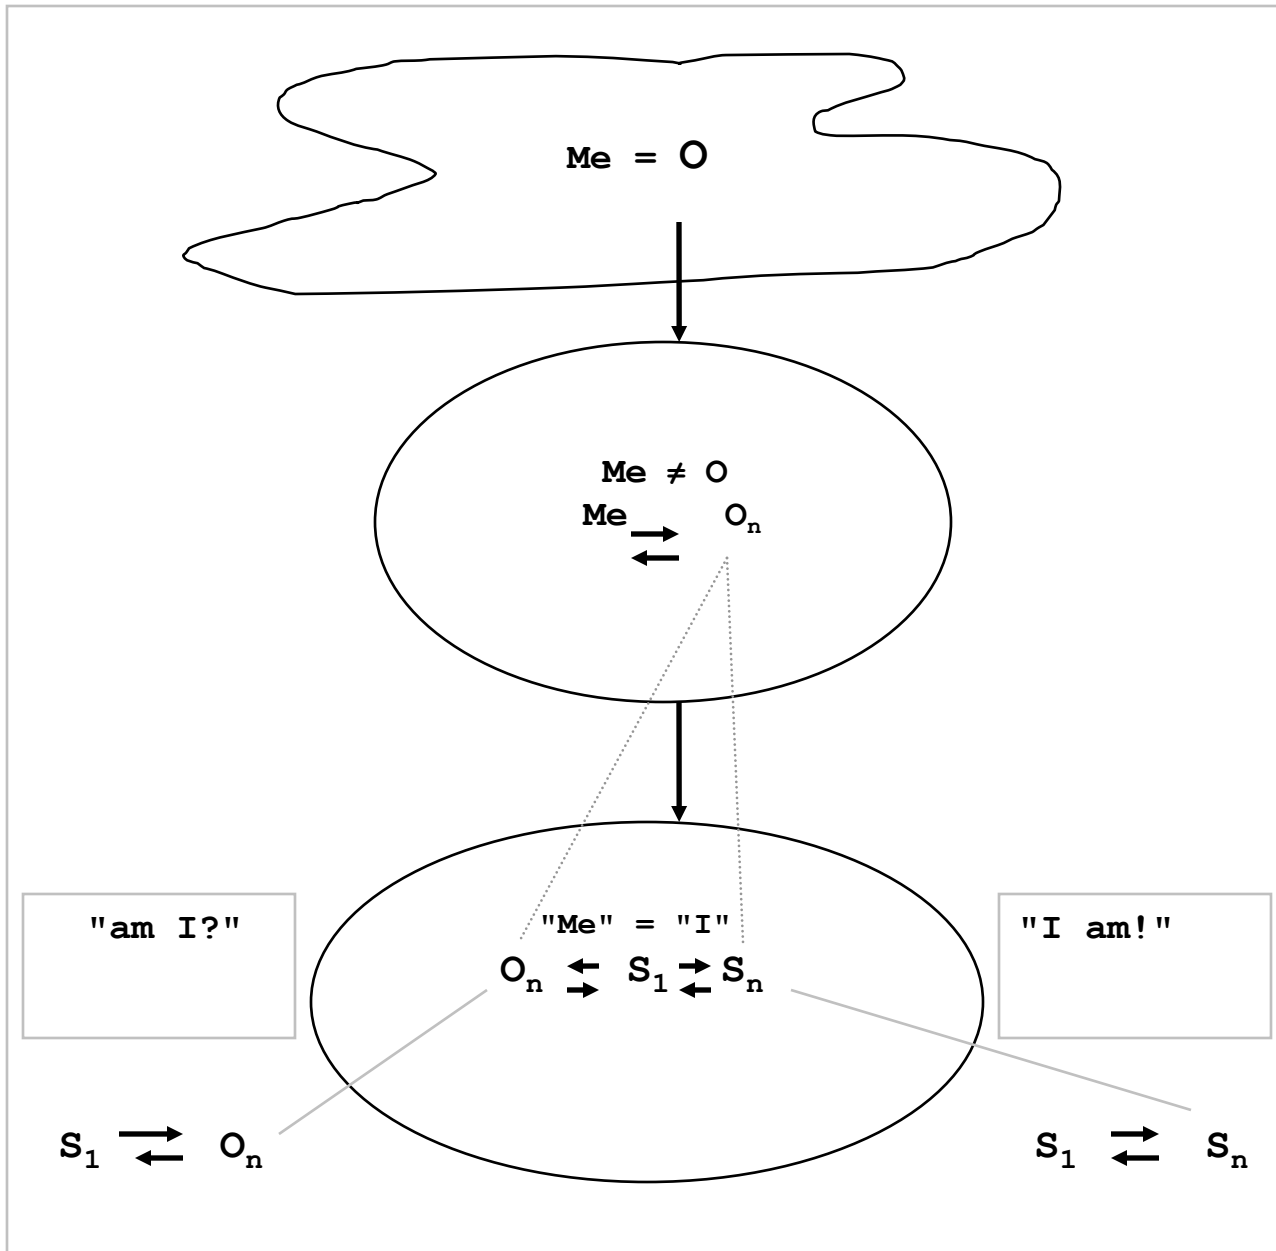 Me = O
Me ≠ O
Me → ← Oₙ
"am I?"
"Me" = "I"
"I am!"
Oₙ ← → S₁ → ← Sₙ
S₁ → ← Oₙ
S₁ → ← Sₙ